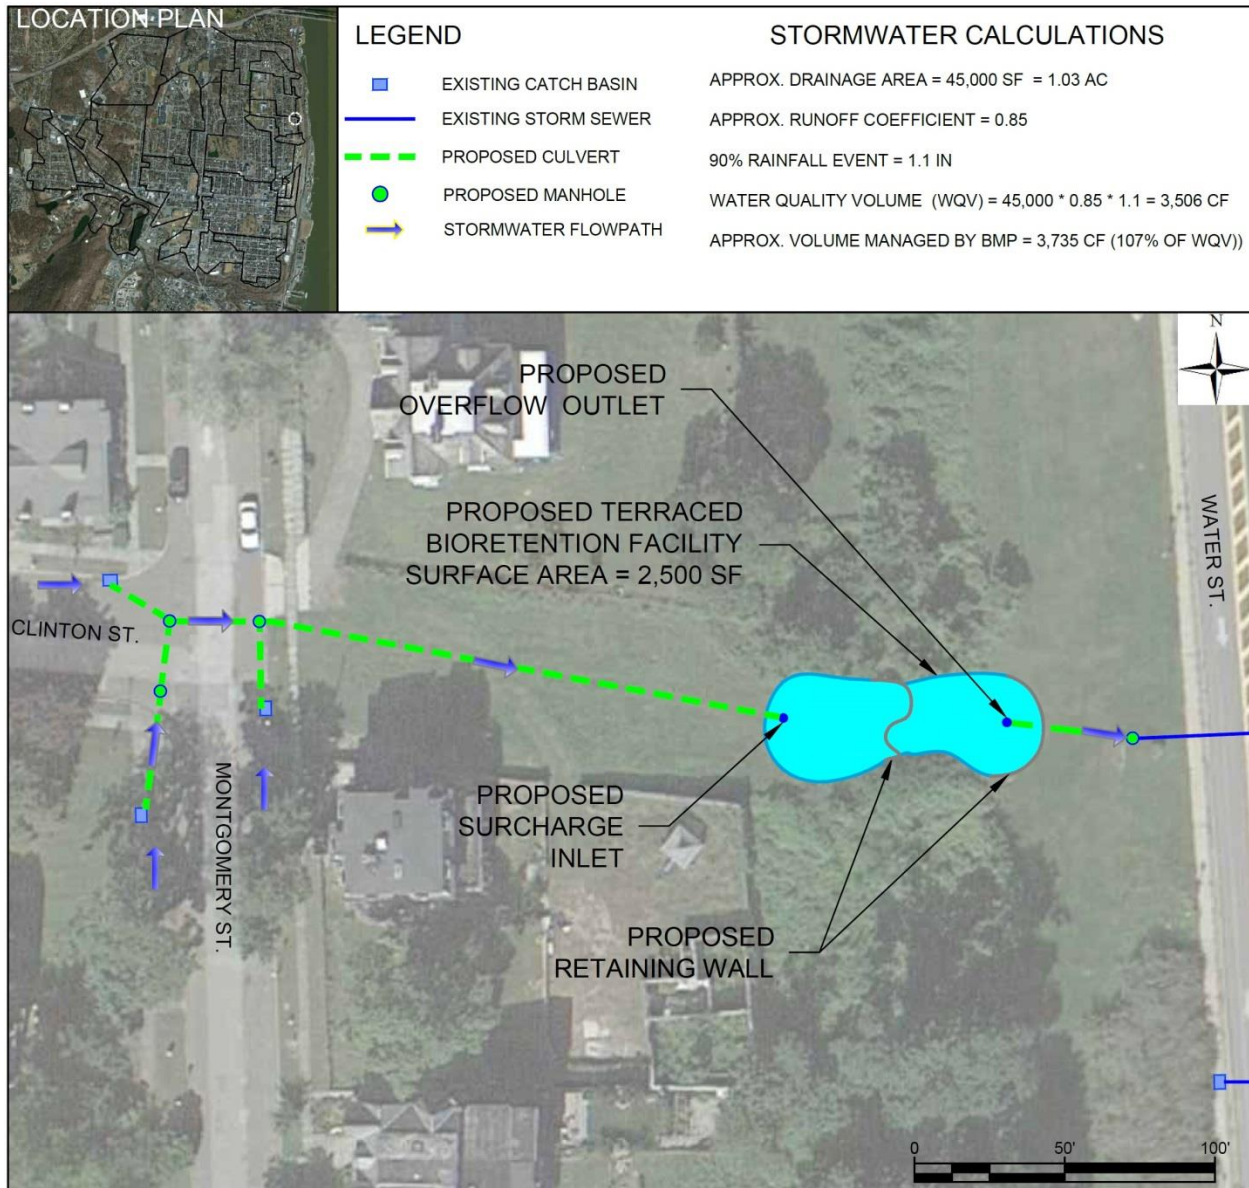 LOCATION PLAN
LEGEND
EXISTING CATCH BASIN
EXISTING STORM SEWER
PROPOSED CULVERT
PROPOSED MANHOLE
STORMWATER FLOWPATH
STORMWATER CALCULATIONS
APPROX. DRAINAGE AREA = 45,000 SF = 1.03 AC
APPROX. RUNOFF COEFFICIENT = 0.85
90% RAINFALL EVENT = 1.1 IN
WATER QUALITY VOLUME (WQV) = 45,000 * 0.85 * 1.1 = 3,506 CF
APPROX. VOLUME MANAGED BY BMP = 3,735 CF (107% OF WQV))
N
PROPOSED
OVERFLOW OUTLET
PROPOSED TERRACED
BIORETENTION FACILITY
SURFACE AREA = 2,500 SF
WATER ST.
CLINTON ST.
MONTGOMERY ST.
PROPOSED
SURCHARGE
INLET
PROPOSED
RETAINING WALL
0 50' 100'